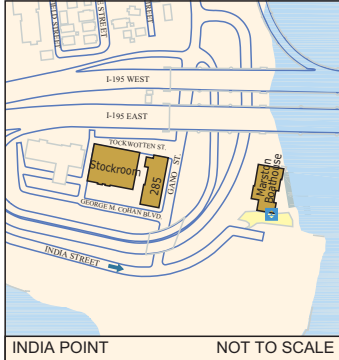 STREET
I-195 WEST
I-195 EAST
TOCKWOTTEN ST.
Stockroom
285
GANO ST.
Marston
Boathouse
GEORGE M. COHAN BLVD.
INDIA STREET
INDIA POINT
NOT TO SCALE